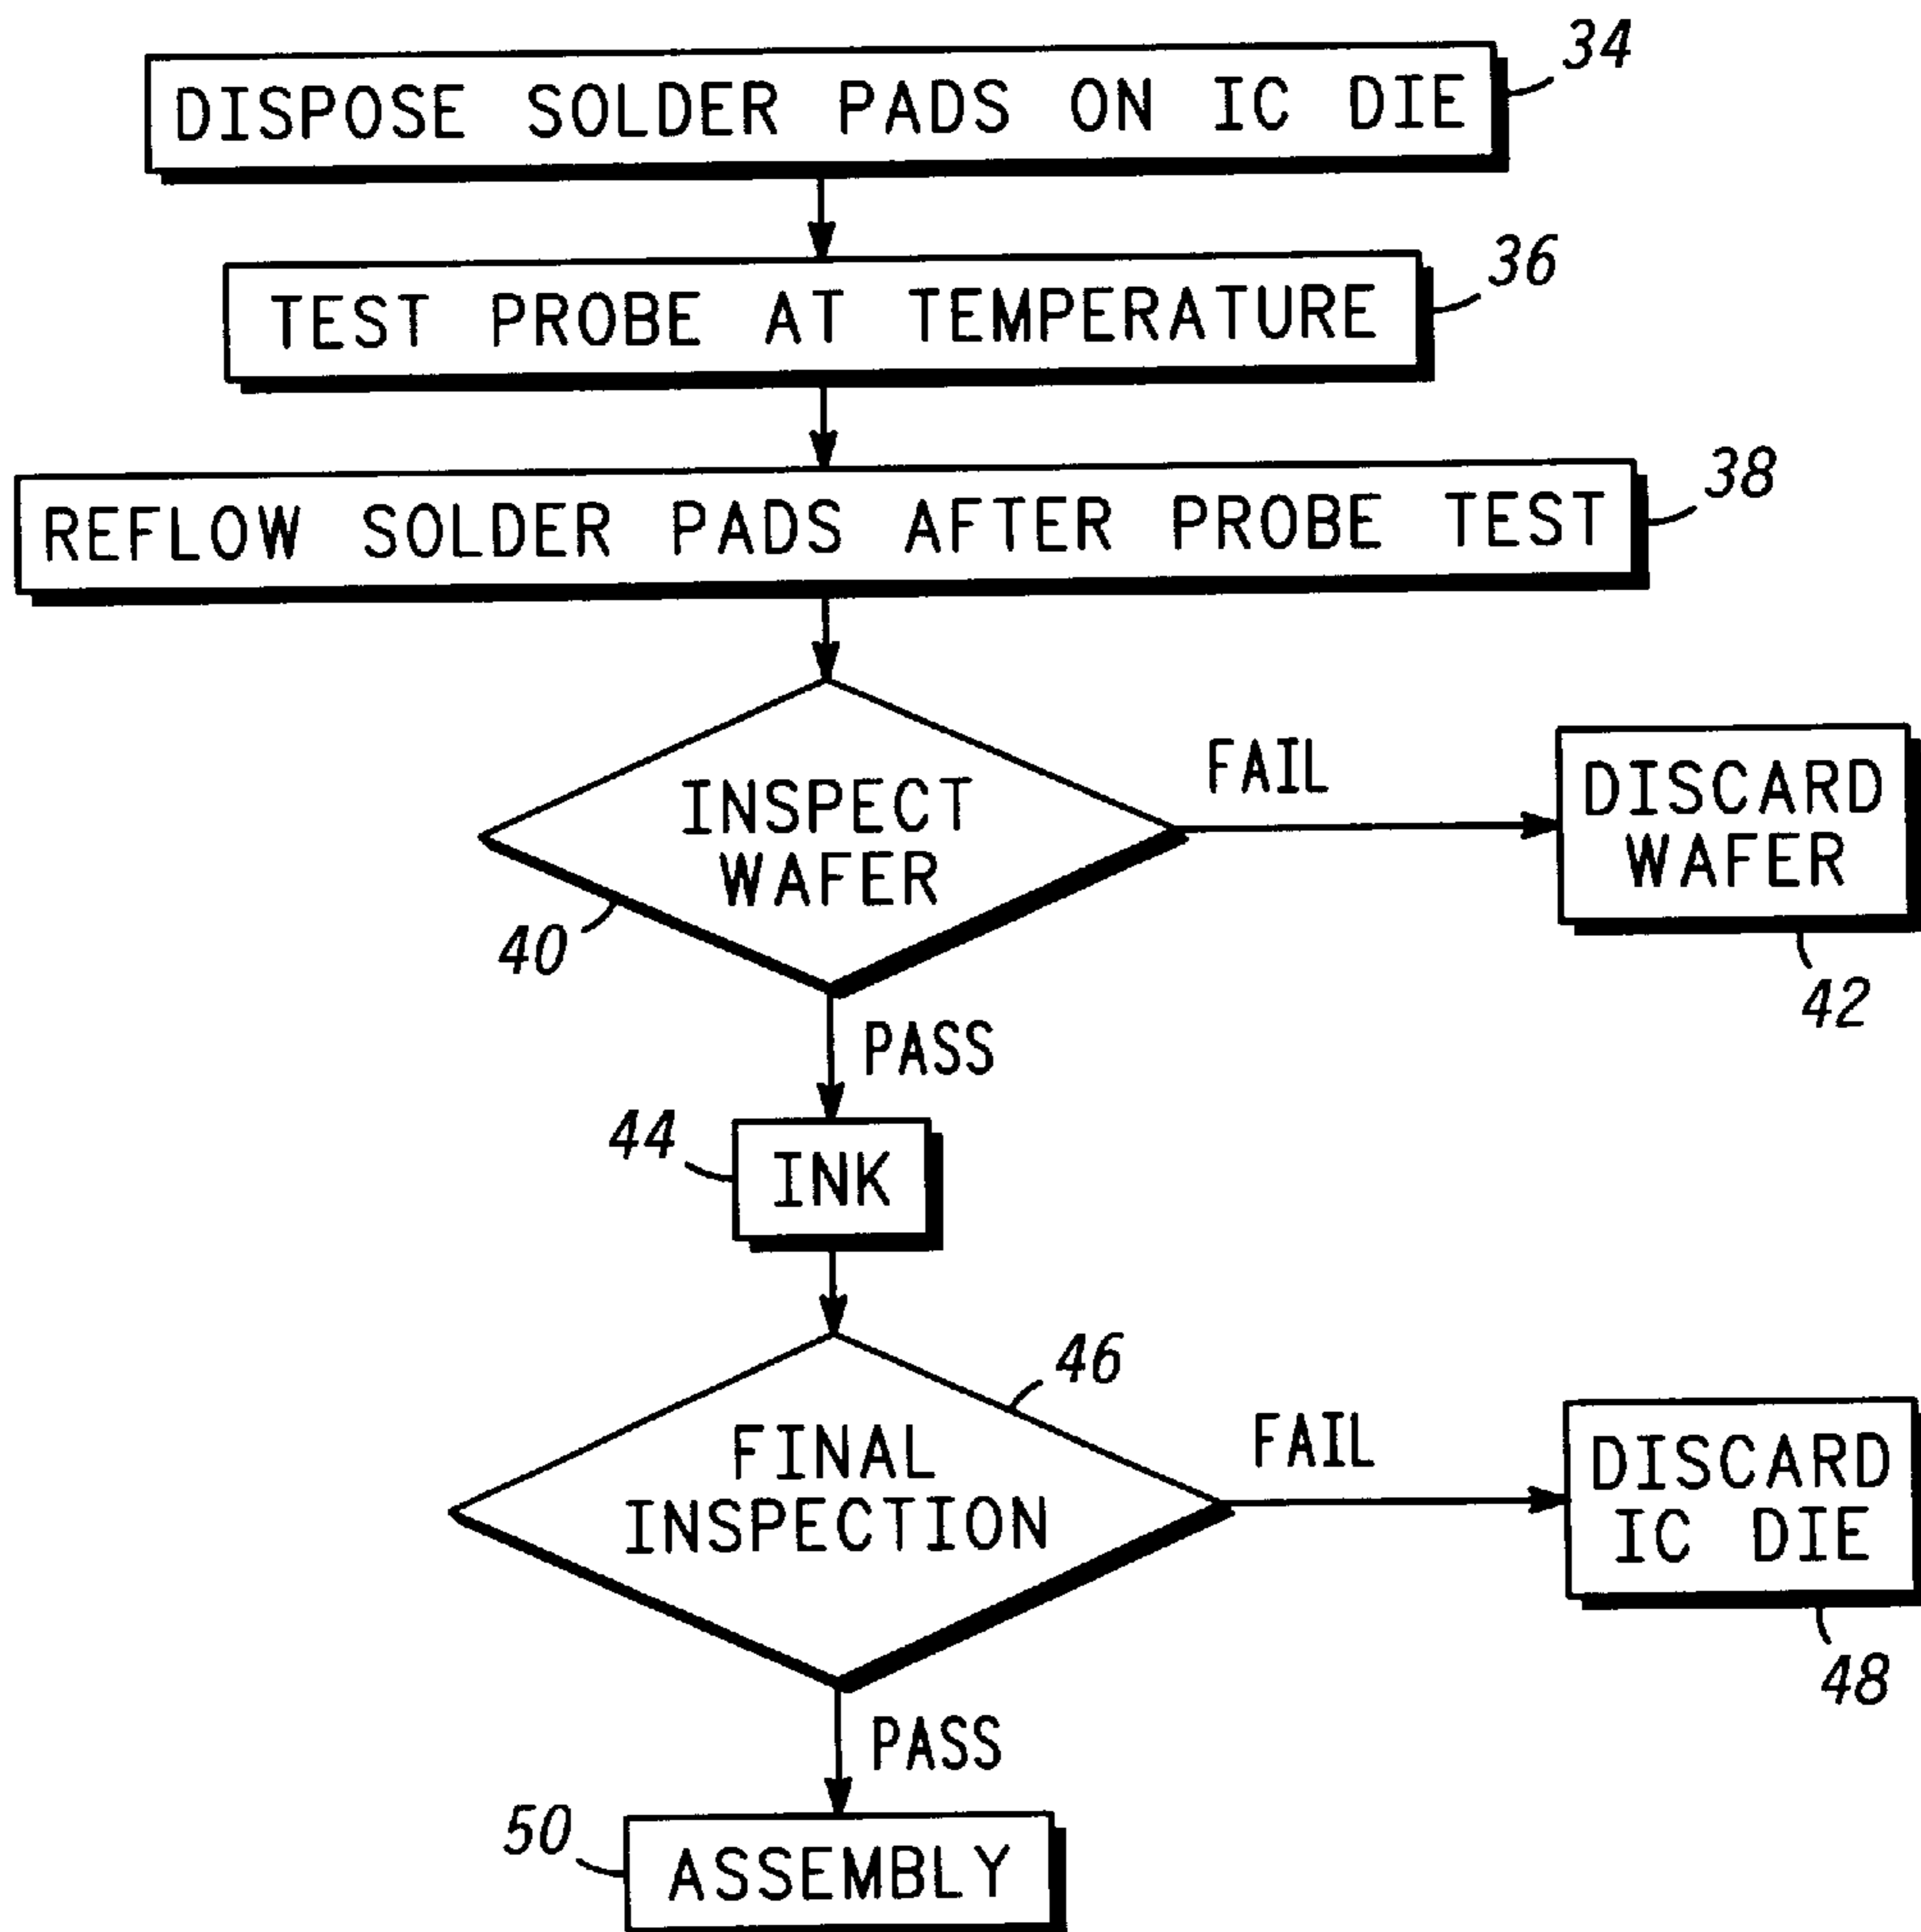 34
DISPOSE SOLDER PADS ON IC DIE
36
TEST PROBE AT TEMPERATURE
38
REFLOW SOLDER PADS AFTER PROBE TEST
INSPECT
WAFER
40
FAIL
DISCARD
WAFER
42
PASS
44
INK
46
FINAL
INSPECTION
FAIL
DISCARD
IC DIE
48
PASS
50
ASSEMBLY